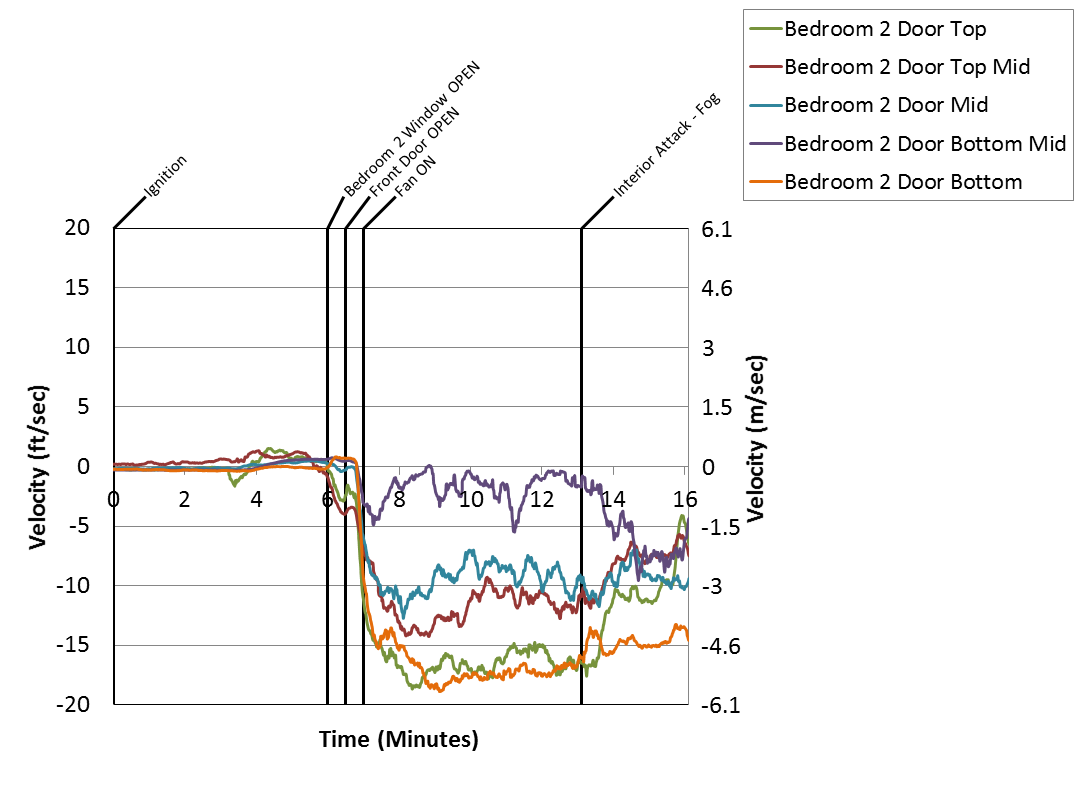 Bedroom 2 Door Top
Bedroom 2 Door Top Mid
Bedroom 2 Door Mid
Bedroom 2 Door Bottom Mid
Bedroom 2 Door Bottom
Ignition
Bedroom 2 Window OPEN
Front Door OPEN
Fan ON
Interior Attack - Fog
20
15
10
5
0
-5
-10
-15
-20
Velocity (ft/sec)
0 2 4 6 8 10 12 14 16
Time (Minutes)
6.1
4.6
3
1.5
0
-1.5
-3
-4.6
-6.1
Velocity (m/sec)